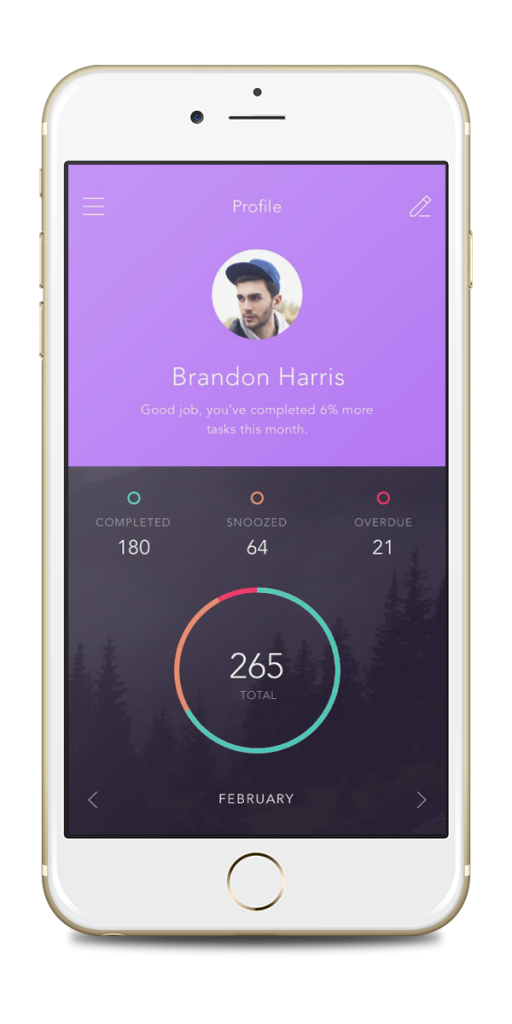 Profile
Brandon Harris
Good job, you've completed 6% more
tasks this month.
COMPLETED SNOOZED OVERDUE
180 64 21
265
TOTAL
FEBRUARY